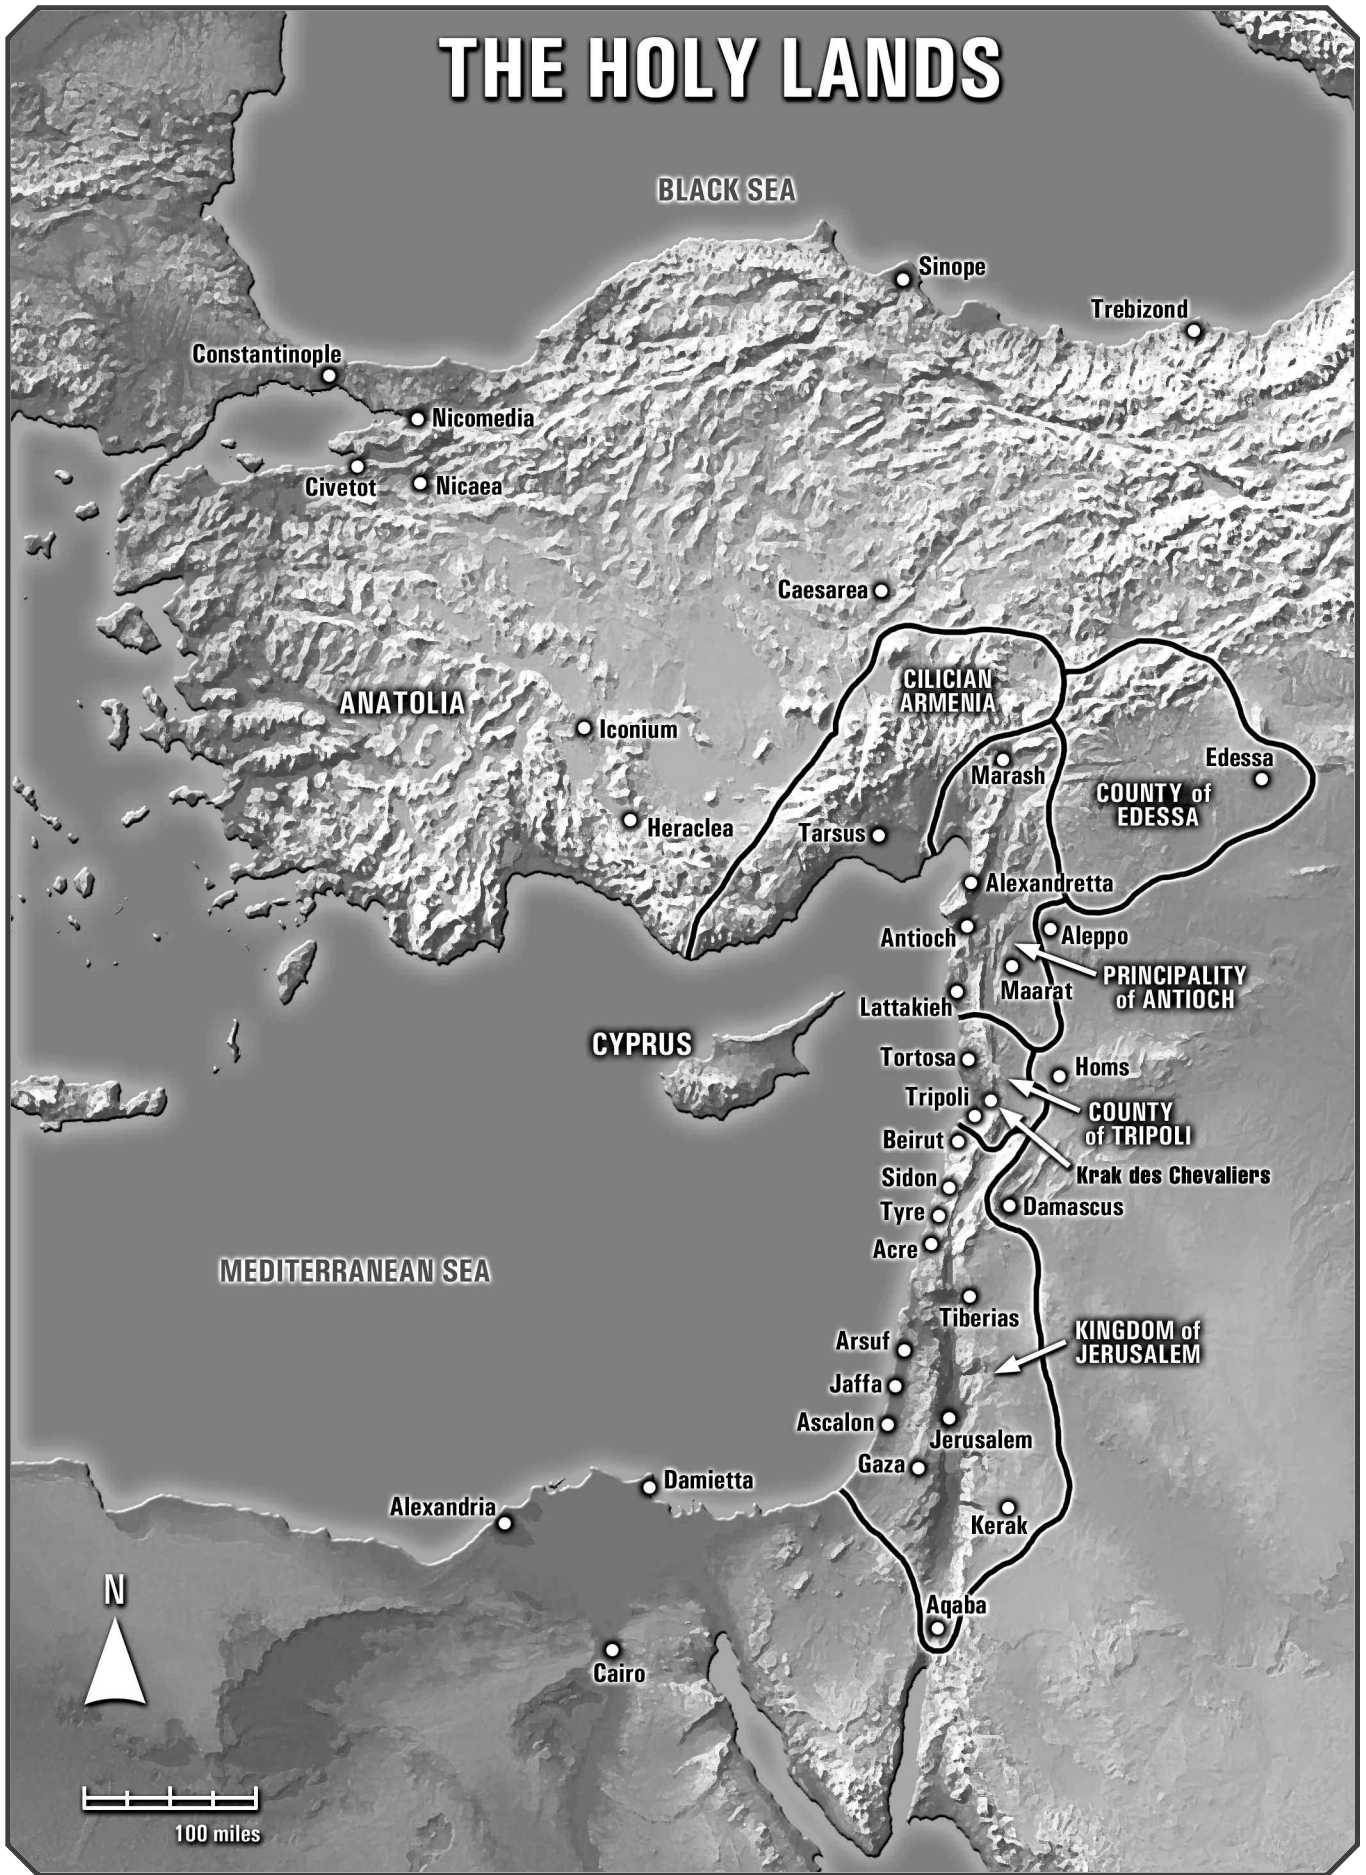 THE HOLY LANDS
BLACK SEA
Sinope
Trebizond
Constantinople
Nicomedia
Civetot
Nicaea
Caesarea
CILICIAN
ARMENIA
ANATOLIA
Iconium
Marash
Edessa
COUNTY of
EDESSA
Heraclea
Tarsus
Alexandretta
Antioch
Aleppo
PRINCIPALITY
of ANTIOCH
Maarat
Lattakieh
CYPRUS
Tortosa
Homs
Tripoli
COUNTY
of TRIPOLI
Beirut
Krak des Chevaliers
Sidon
Damascus
Tyre
Acre
MEDITERRANEAN SEA
Tiberias
KINGDOM of
JERUSALEM
Arsuf
Jaffa
Ascalon
Jerusalem
Gaza
Damietta
Alexandria
Kerak
N
Aqaba
Cairo
100 miles